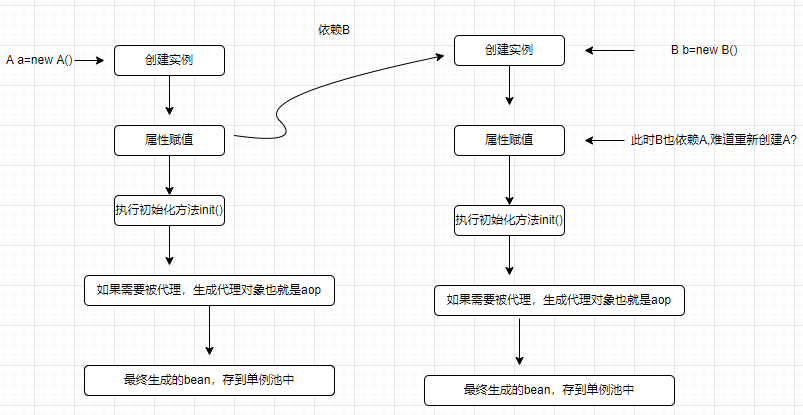 依赖B
A a=new A()
创建实例
创建实例
B b=new B()
属性赋值
属性赋值
此时B也依赖A,难道重新创建A?
执行初始化方法init()
执行初始化方法init()
如果需要被代理，生成代理对象也就是aop
如果需要被代理，生成代理对象也就是aop
最终生成的bean，存到单例池中
最终生成的bean，存到单例池中